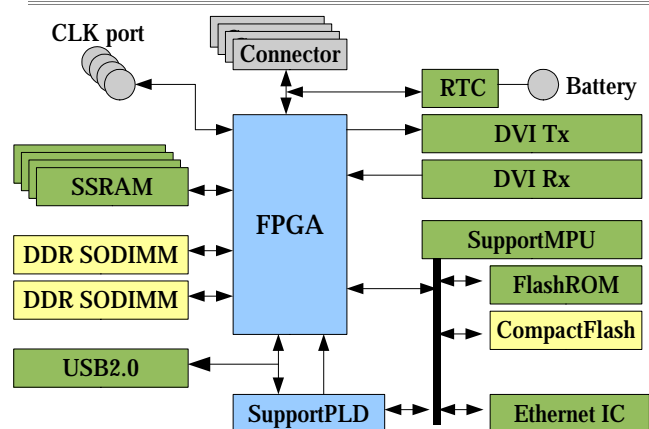 CLK port
Connector
RTC
Battery
DVI Tx
DVI Rx
SSRAM
FPGA
SupportMPU
DDR SODIMM
FlashROM
DDR SODIMM
CompactFlash
USB2.0
SupportPLD
Ethernet IC